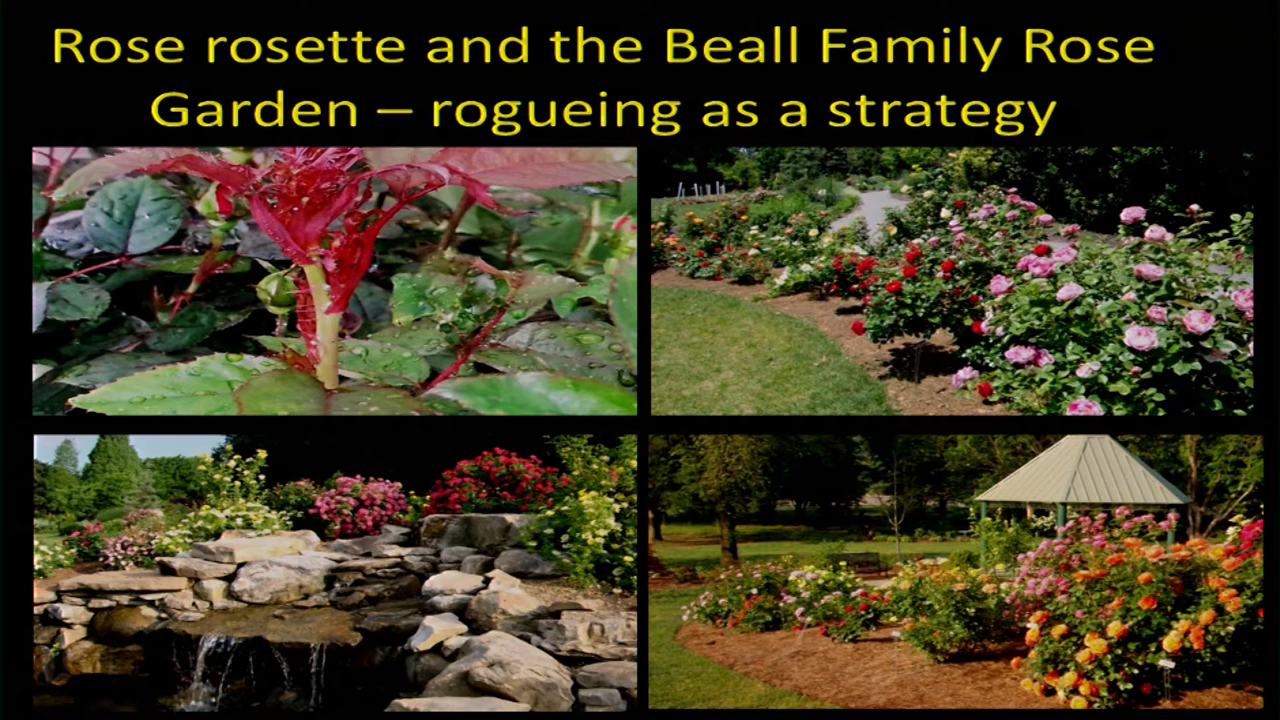 Rose rosette and the Beall Family Rose
Garden – rogueing as a strategy